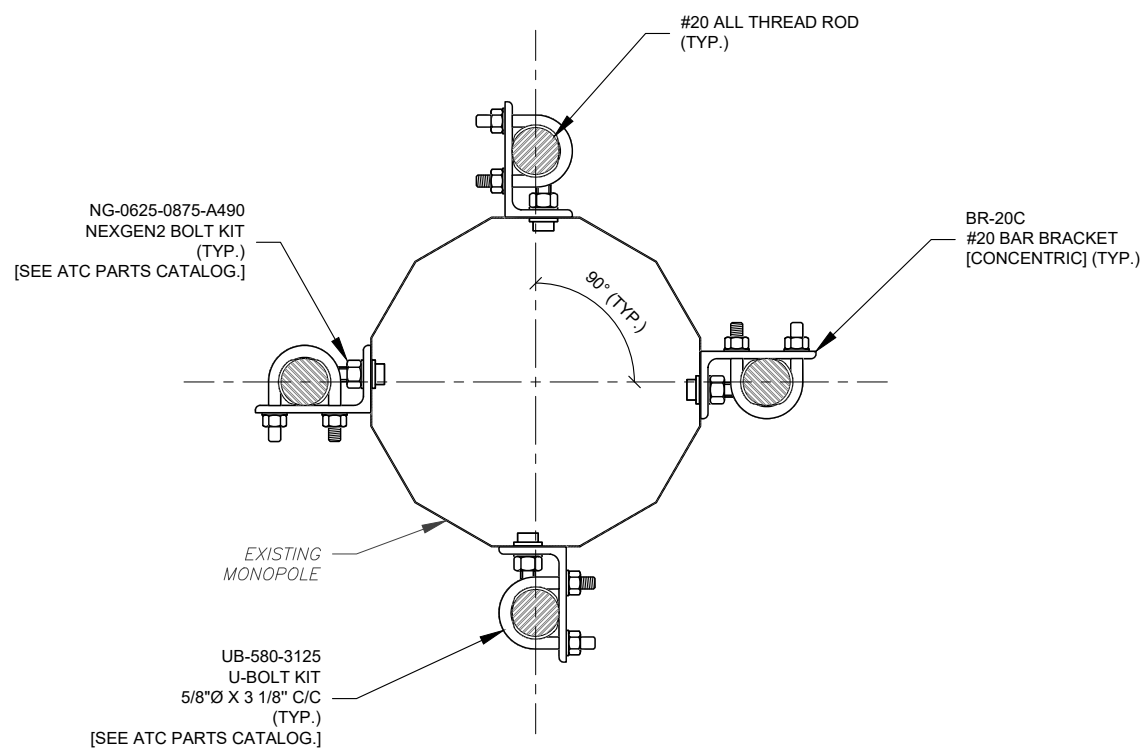 #20 ALL THREAD ROD
(TYP.)
NG-0625-0875-A490
NEXGEN2 BOLT KIT
(TYP.)
[SEE ATC PARTS CATALOG.]
BR-20C
#20 BAR BRACKET
[CONCENTRIC] (TYP.)
90° (TYP.)
EXISTING
MONOPOLE
UB-580-3125
U-BOLT KIT
5/8"Ø X 3 1/8" C/C
(TYP.)
[SEE ATC PARTS CATALOG.]